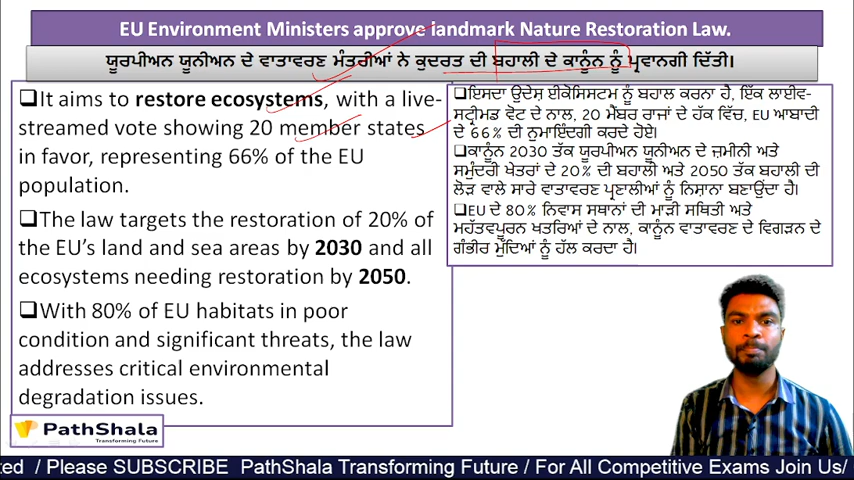 EU Environment Ministers approve landmark Nature Restoration Law.
ਯੂਰਪੀਅਨ ਯੂਨੀਅਨ ਦੇ ਵਾਤਾਵਰਣ ਮੰਤਰੀਆਂ ਨੇ ਕੁਦਰਤ ਦੀ ਬਹਾਲੀ ਦੇ ਕਾਨੂੰਨ ਨੂੰ ਪ੍ਰਵਾਨਗੀ ਦਿੱਤੀ।
It aims to restore ecosystems, with a live-
streamed vote showing 20 member states
in favor, representing 66% of the EU
population.
The law targets the restoration of 20% of
the EU's land and sea areas by 2030 and all
ecosystems needing restoration by 2050.
With 80% of EU habitats in poor
condition and significant threats, the law
addresses critical environmental
degradation issues.
ਇਸਦਾ ਉਦੇਸ਼ ਈਕੋਸਿਸਟਮ ਨੂੰ ਬਹਾਲ ਕਰਨਾ ਹੈ, ਇੱਕ ਲਾਈਵ-
ਸਟ੍ਰੀਮਡ ਵੋਟ ਦੇ ਨਾਲ, 20 ਮੈਂਬਰ ਰਾਜਾਂ ਦੇ ਹੱਕ ਵਿੱਚ, EU ਆਬਾਦੀ
ਦੇ 66% ਦੀ ਨੁਮਾਇੰਦਗੀ ਕਰਦੇ ਹੋਏ।
ਕਾਨੂੰਨ 2030 ਤੱਕ ਯੂਰਪੀਅਨ ਯੂਨੀਅਨ ਦੇ ਜ਼ਮੀਨੀ ਅਤੇ
ਸਮੁੰਦਰੀ ਖੇਤਰਾਂ ਦੇ 20% ਦੀ ਬਹਾਲੀ ਅਤੇ 2050 ਤੱਕ ਬਹਾਲੀ ਦੀ
ਲੋੜ ਵਾਲੇ ਸਾਰੇ ਵਾਤਾਵਰਣ ਪ੍ਰਣਾਲੀਆਂ ਨੂੰ ਨਿਸ਼ਾਨਾ ਬਣਾਉਂਦਾ ਹੈ।
EU ਦੇ 80% ਨਿਵਾਸ ਸਥਾਨਾਂ ਦੀ ਮਾੜੀ ਸਥਿਤੀ ਅਤੇ
ਮਹੱਤਵਪੂਰਨ ਖਤਰਿਆਂ ਦੇ ਨਾਲ, ਕਾਨੂੰਨ ਵਾਤਾਵਰਣ ਦੇ ਵਿਗੜਨ ਦੇ
ਗੰਭੀਰ ਮੁੱਦਿਆਂ ਨੂੰ ਹੱਲ ਕਰਦਾ ਹੈ।
PathShala
Transforming Future
ted / Please SUBSCRIBE PathShala Transforming Future / For All Competitive Exams Join Us/